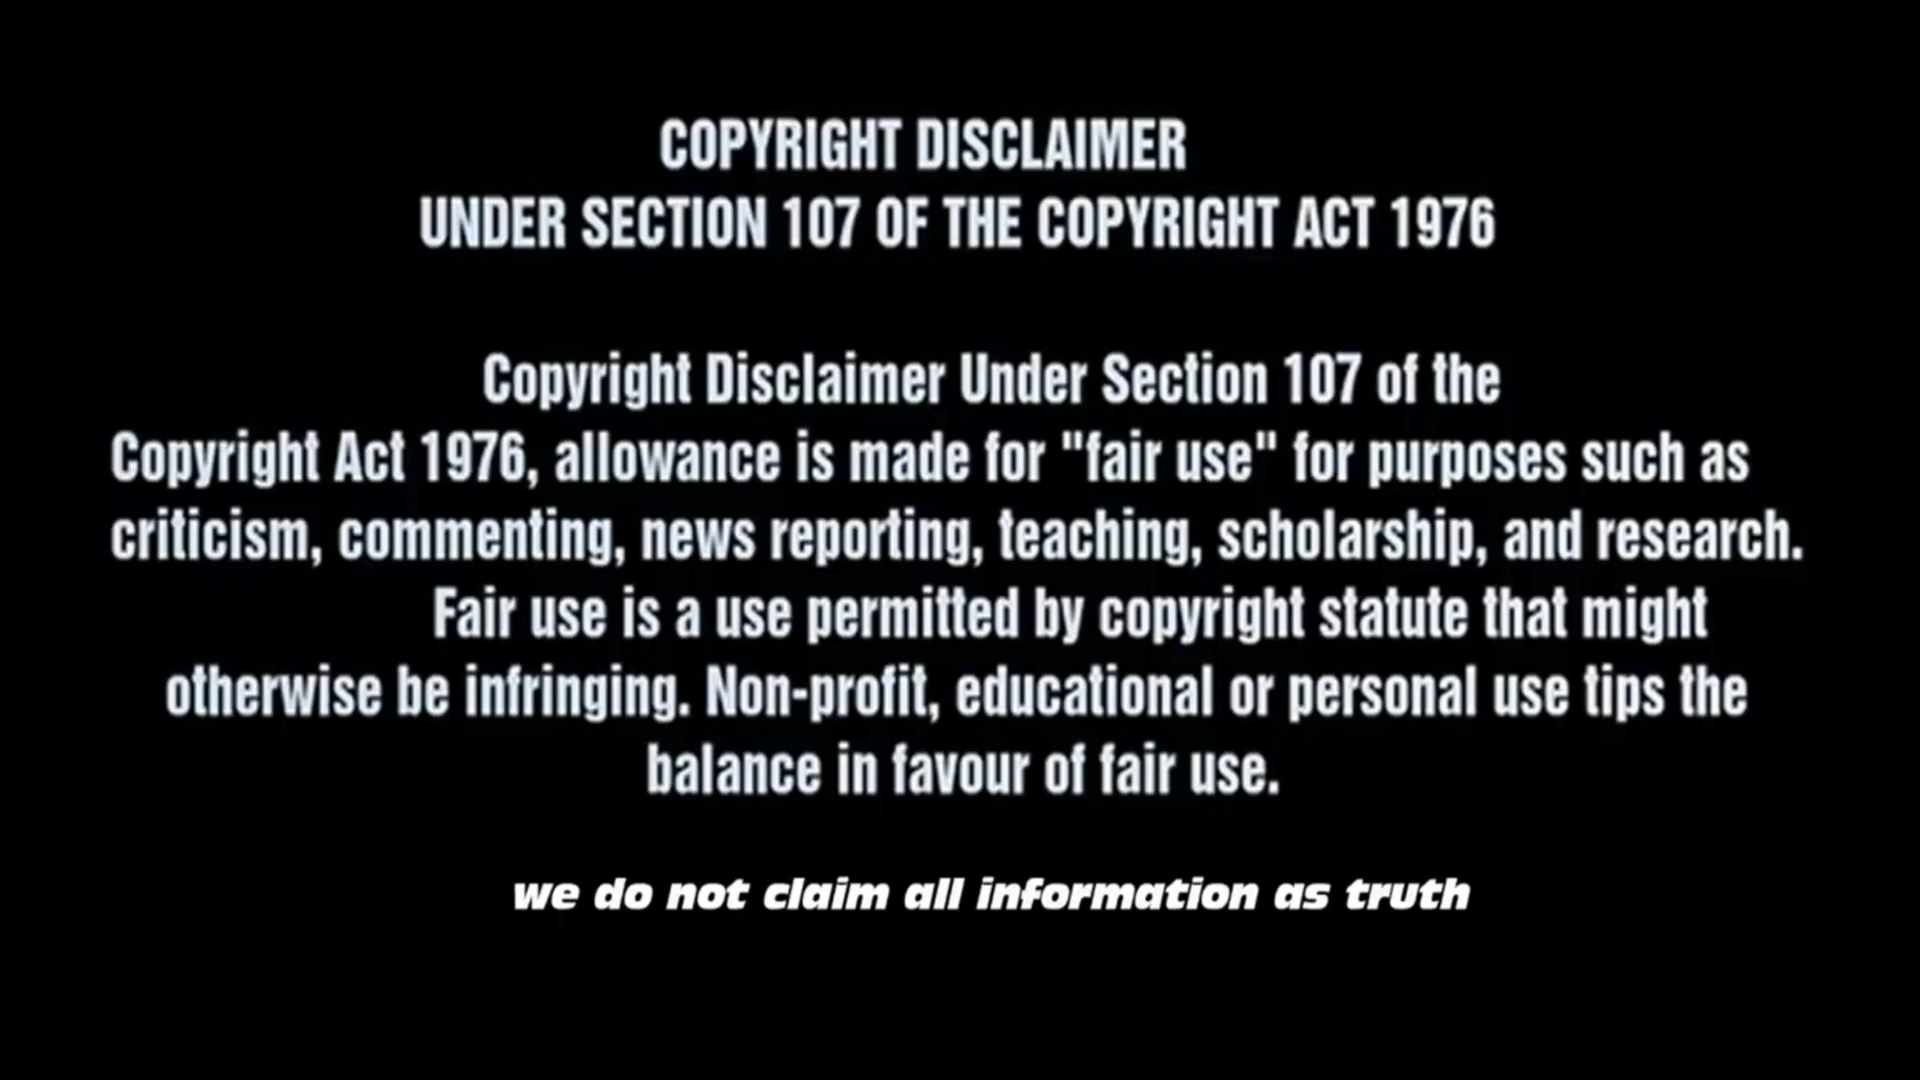 COPYRIGHT DISCLAIMER
UNDER SECTION 107 OF THE COPYRIGHT ACT 1976
Copyright Disclaimer Under Section 107 of the
Copyright Act 1976, allowance is made for "fair use" for purposes such as
criticism, commenting, news reporting, teaching, scholarship, and research.
Fair use is a use permitted by copyright statute that might
otherwise be infringing. Non-profit, educational or personal use tips the
balance in favour of fair use.
we do not claim all information as truth